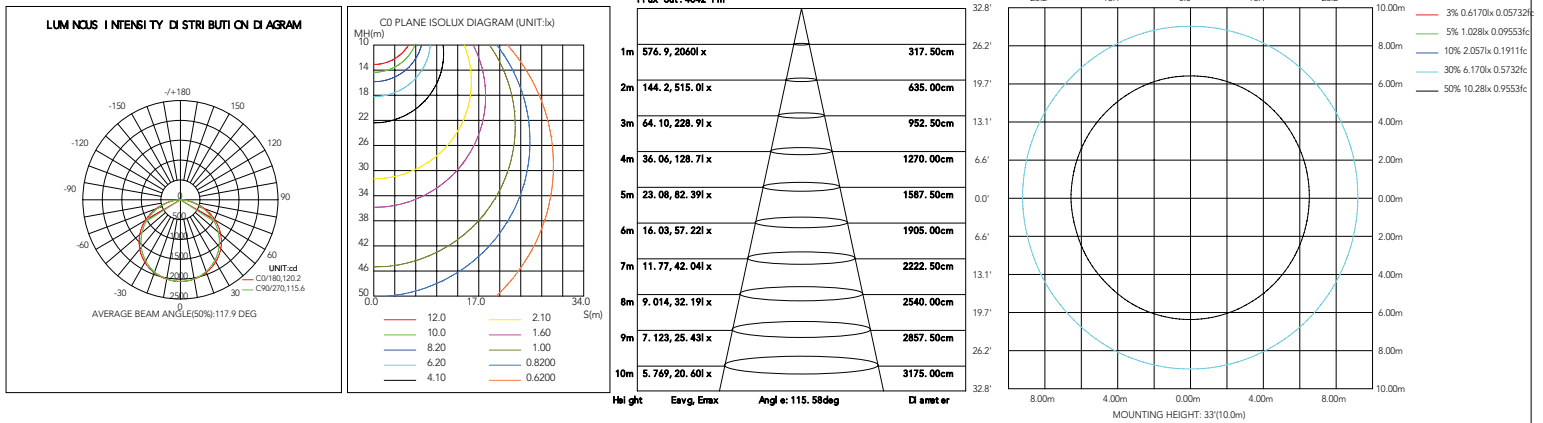 LUMINOUS INTENSITY DISTRIBUTION DIAGRAM
-/+180
-150 150
-120 120
-90 90
-60 60
-30 30
0
0
500
1000
1500
2000
2500
UNIT:cd
C0/180,120.2
C90/270,115.6
AVERAGE BEAM ANGLE(50%):117.9 DEG
C0 PLANE ISOLUX DIAGRAM (UNIT:lx)
MH(m)
10
14
18
22
26
30
34
38
42
46
50
0.0 17.0 34.0
S(m)
12.0 2.10
10.0 1.60
8.20 1.00
6.20 0.8200
4.10 0.6200
1m 576.9, 2060lx 317.50cm
2m 144.2, 515.0lx 635.00cm
3m 64.10, 228.9lx 952.50cm
4m 36.06, 128.7lx 1270.00cm
5m 23.08, 82.39lx 1587.50cm
6m 16.03, 57.22lx 1905.00cm
7m 11.77, 42.04lx 2222.50cm
8m 9.014, 32.19lx 2540.00cm
9m 7.123, 25.43lx 2857.50cm
10m 5.769, 20.60lx 3175.00cm
Height Eavg, Emax Angle: 115.58deg Diameter
32.8' 10.00m
26.2' 8.00m
19.7' 6.00m
13.1' 4.00m
6.6' 2.00m
0.0' 0.00m
6.6' 2.00m
13.1' 4.00m
19.7' 6.00m
26.2' 8.00m
32.8' 10.00m
8.00m 4.00m 0.00m 4.00m 8.00m
MOUNTING HEIGHT: 33'(10.0m)
3% 0.6170lx 0.05732fc
5% 1.028lx 0.09553fc
10% 2.057lx 0.1911fc
30% 6.170lx 0.5732fc
50% 10.28lx 0.9553fc